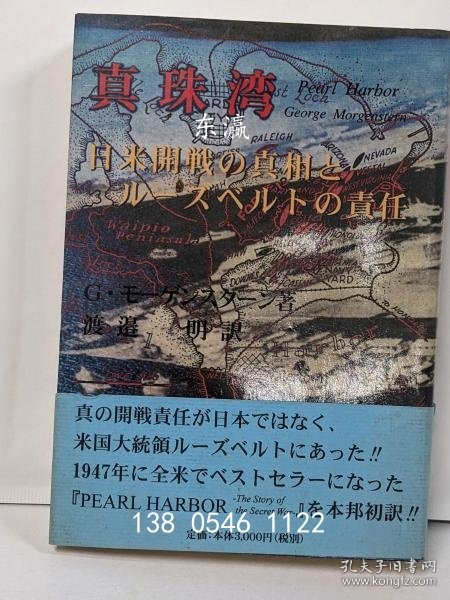 真珠湾
Pearl Harbor
George Morgenstern
东瀛
日米開戦の真相と
ルーズベルトの責任
RALEIGH
NEVADA
Waipio
Peninsula
G・モーゲンスターン著
渡邉 明訳
真の開戦責任が日本ではなく、
米国大統領ルーズベルトにあった!!
1947年に全米でベストセラーになった
『PEARL HARBOR -The Story of the Secret War-』を本邦初訳!!
138 0546 1122
定価:本体3,000円(税別)
孔夫子旧书网
www.kongfz.com